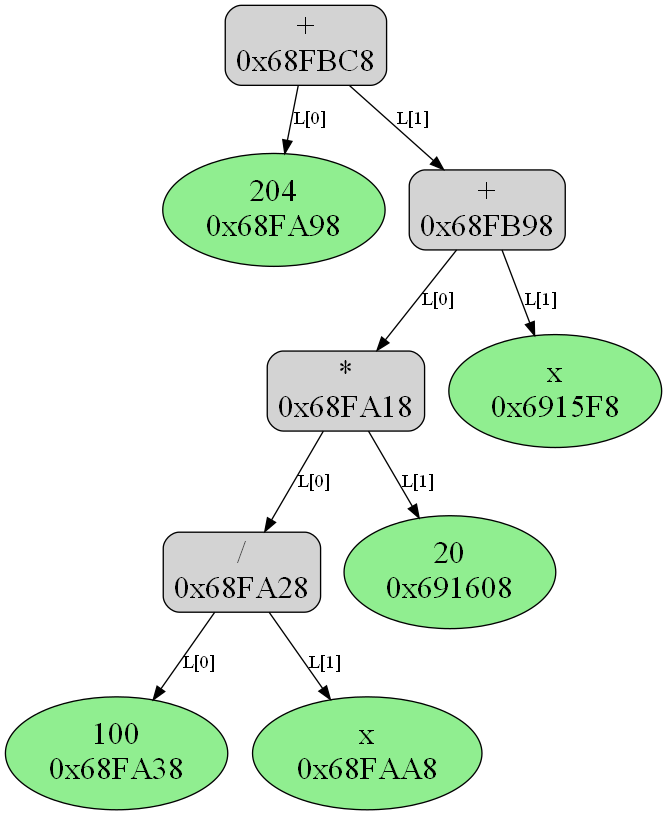 +
0x68FBC8
L[0]
L[1]
204
0x68FA98
+
0x68FB98
L[0]
L[1]
*
0x68FA18
x
0x6915F8
L[0]
L[1]
/
0x68FA28
20
0x691608
L[0]
L[1]
100
0x68FA38
x
0x68FAA8